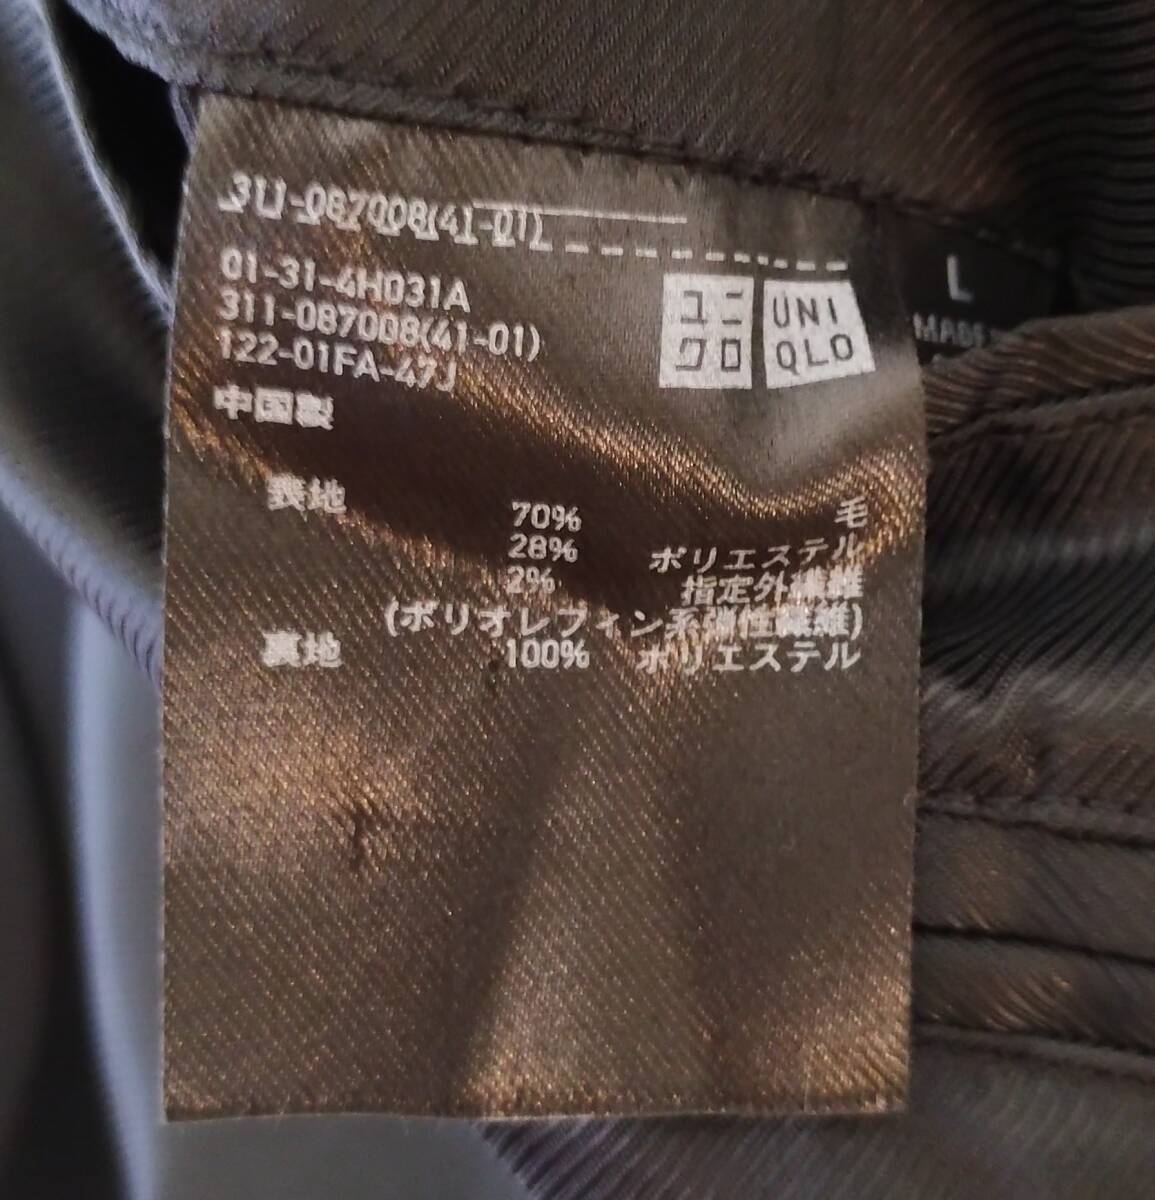 311-087008(41-01)
01-31-4H031A
311-087008(41-01)
122-01FA-47J
中国製
ユニ
クロ
UNI
QLO
L
MADE
表地 70% 毛
28% ポリエステル
2% 指定外繊維
(ポリオレフィン系弾性繊維)
裏地 100% ポリエステル